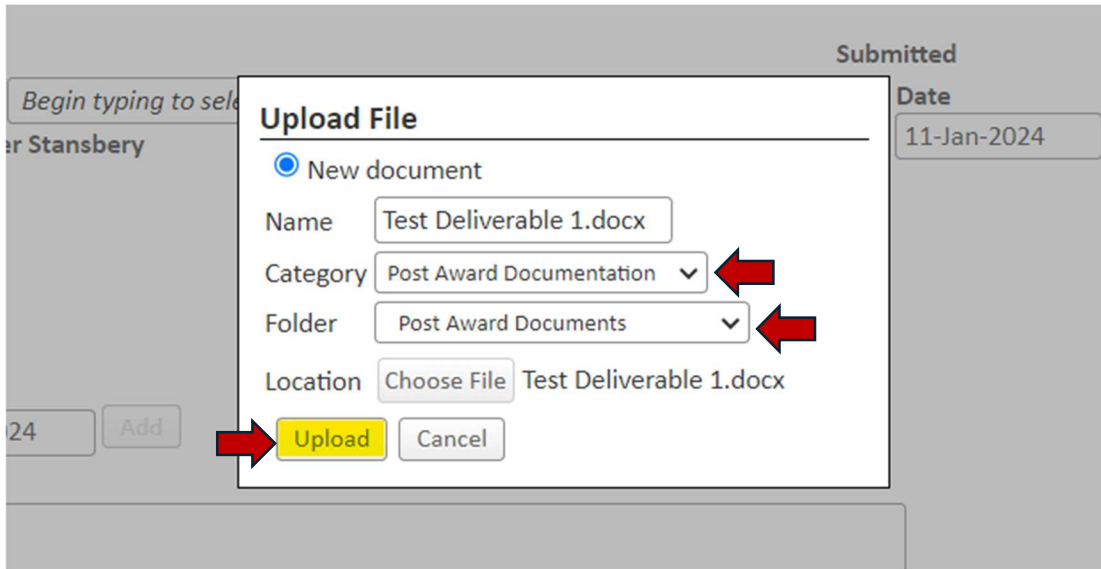 Submitted
Begin typing to sele
Date
er Stansbery
11-Jan-2024
Upload File
New document
Name Test Deliverable 1.docx
Category Post Award Documentation
Folder Post Award Documents
Location Choose File Test Deliverable 1.docx
24 Add
Upload Cancel